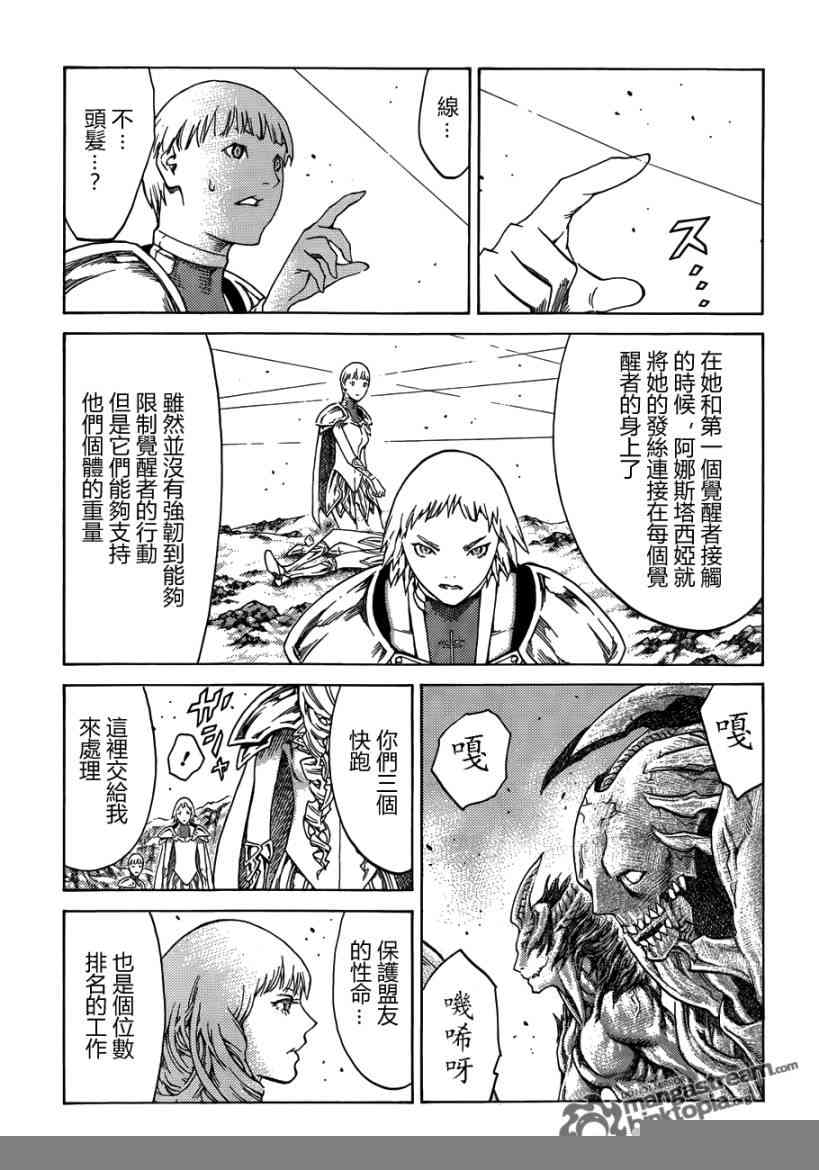 ス…
線…
不…
頭髮…？
在她和第一個覺醒者接觸
的時候，阿娜斯塔西婭就
將她的發絲連接在每個覺
醒者的身上了
雖然並沒有強韌到能夠
限制覺醒者的行動
但是它們能夠支持
他們個體的重量
嘎
嘎
嘰唏呀
你們三個
快跑
！
這裡交給我
來處理
保護盟友
的性命…
也是個位數
排名的工作
mangastream.com